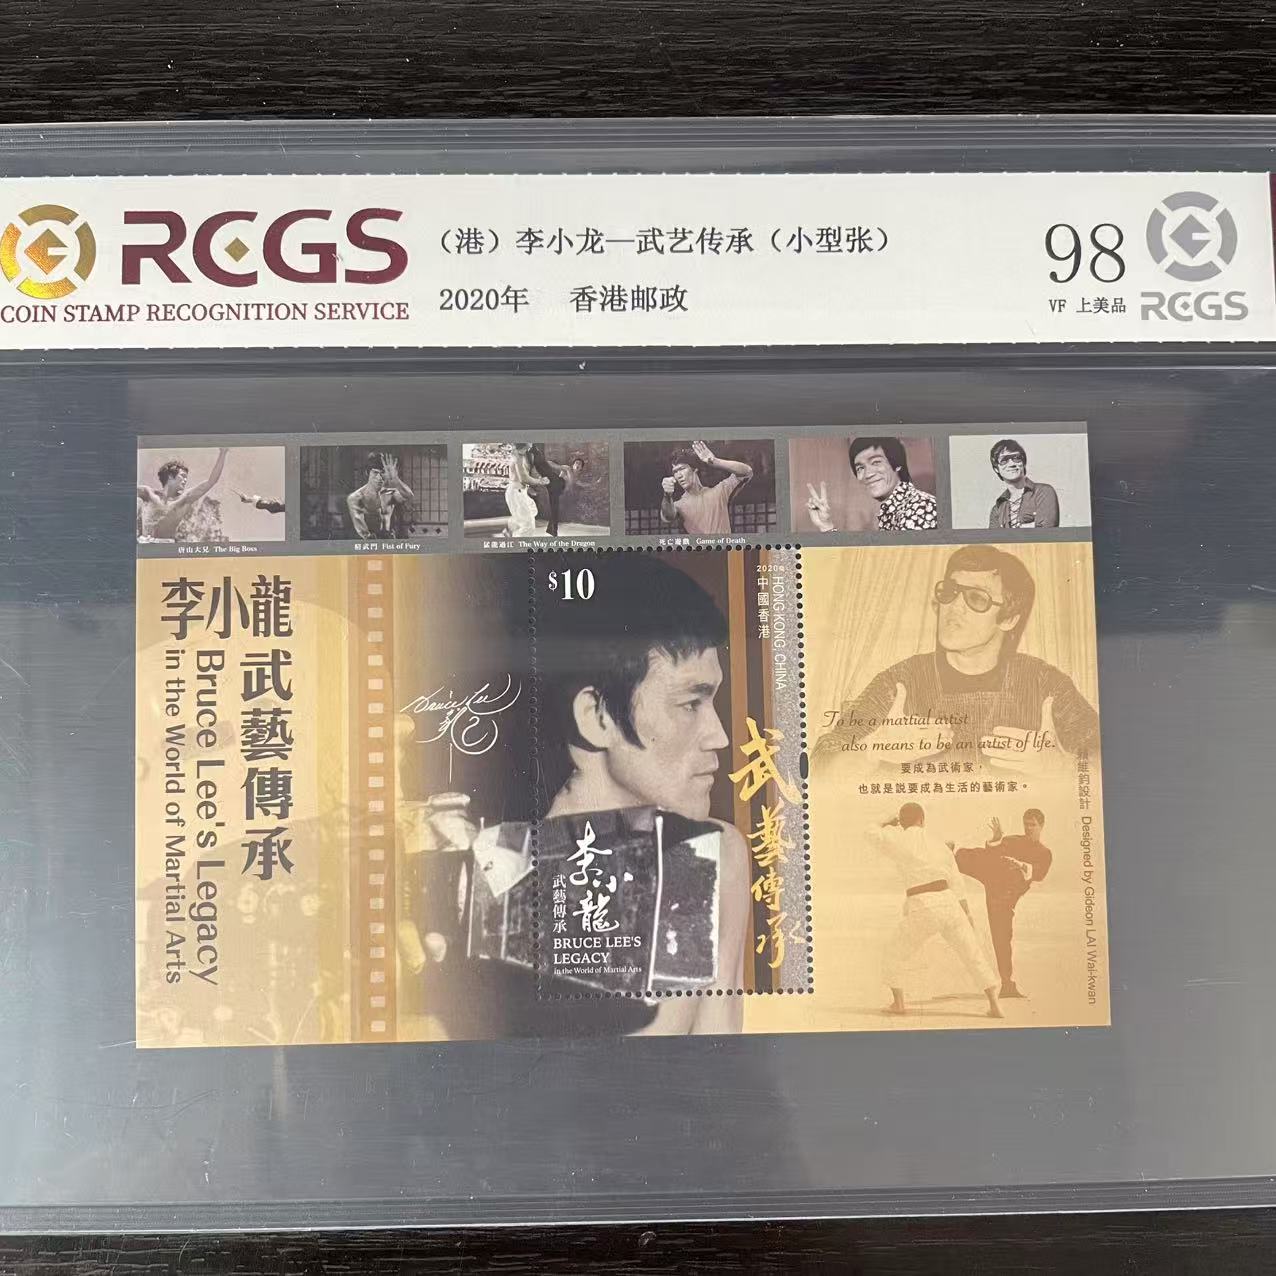 RCGS
COIN STAMP RECOGNITION SERVICE
（港）李小龙—武艺传承（小型张）
2020年 香港邮政
98
VF 上美品
RCGS
唐山大兄 The Big Boss
精武門 Fist of Fury
猛龍過江 The Way of the Dragon
死亡遊戲 Game of Death
李小龍武藝傳承
Bruce Lee's Legacy
in the World of Martial Arts
Bruce Lee
$10
2020
中國香港
HONG KONG, CHINA
武藝傳承
李小龍
武藝傳承
BRUCE LEE'S
LEGACY
in the World of Martial Arts
To be a martial artist
also means to be an artist of life.
要成為武術家，
也就是說要成為生活的藝術家。
黎維鈞設計 Designed by Gideon LAI Wai-kwan